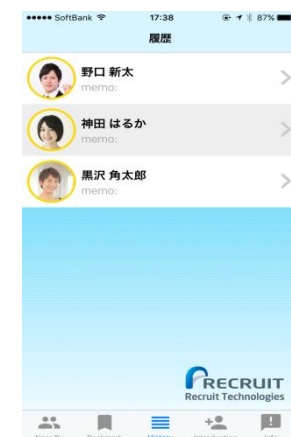 SoftBank 17:38 87%
履歴
野口 新太
memo:
神田 はるか
memo:
黒沢 角太郎
memo:
RECRUIT
Recruit Technologies
History